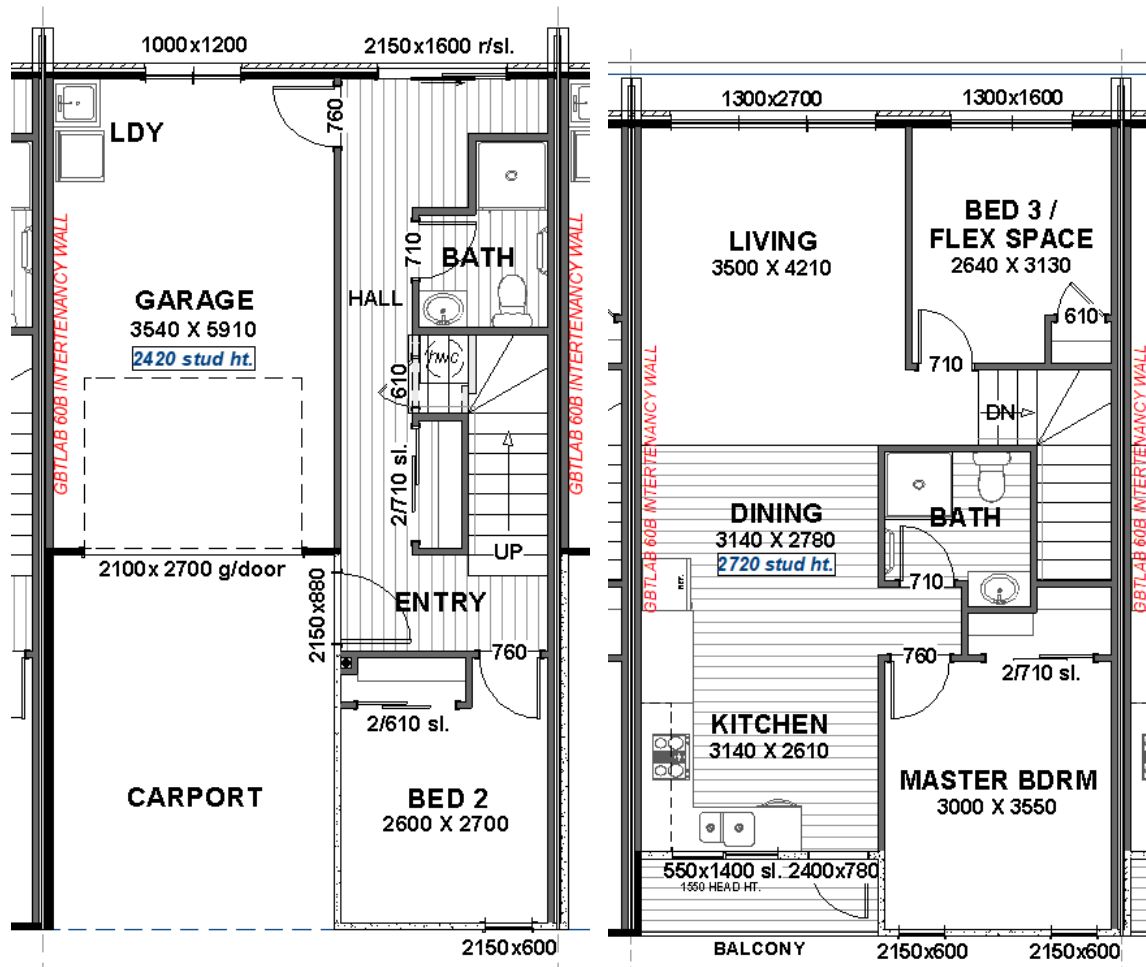 1000x1200
2150x1600 r/sl.
LDY
760
BATH
710
HALL
GARAGE
3540 X 5910
2420 stud ht.
hwc
610
GBTLAB 60B INTERTENANCY WALL
GBTLAB 60B INTERTENANCY WALL
2/710 sl.
UP
2100x 2700 g/door
2150x880
ENTRY
760
2/610 sl.
CARPORT
BED 2
2600 X 2700
2150x600
1300x2700
1300x1600
LIVING
3500 X 4210
BED 3 /
FLEX SPACE
2640 X 3130
610
710
DN
GBTLAB 60B INTERTENANCY WALL
GBTLAB 60B INTERTENANCY WALL
DINING
3140 X 2780
2720 stud ht.
BATH
REF.
710
760
2/710 sl.
KITCHEN
3140 X 2610
MASTER BDRM
3000 X 3550
550x1400 sl.
2400x780
1550 HEAD HT.
BALCONY
2150x600
2150x600